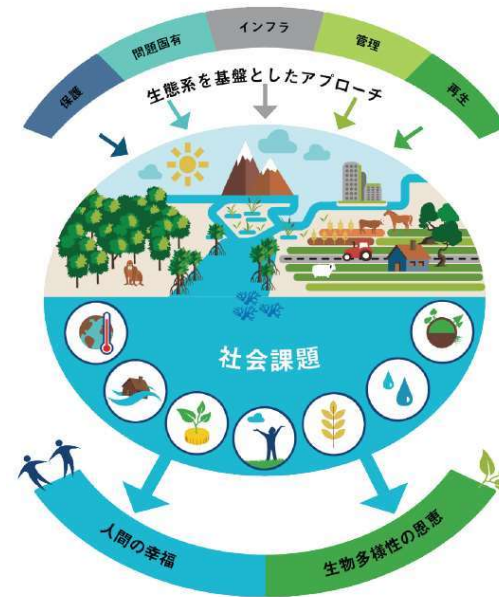 保護
問題固有
インフラ
管理
再生
生態系を基盤としたアプローチ
社会課題
人間の幸福
生物多様性の恩恵